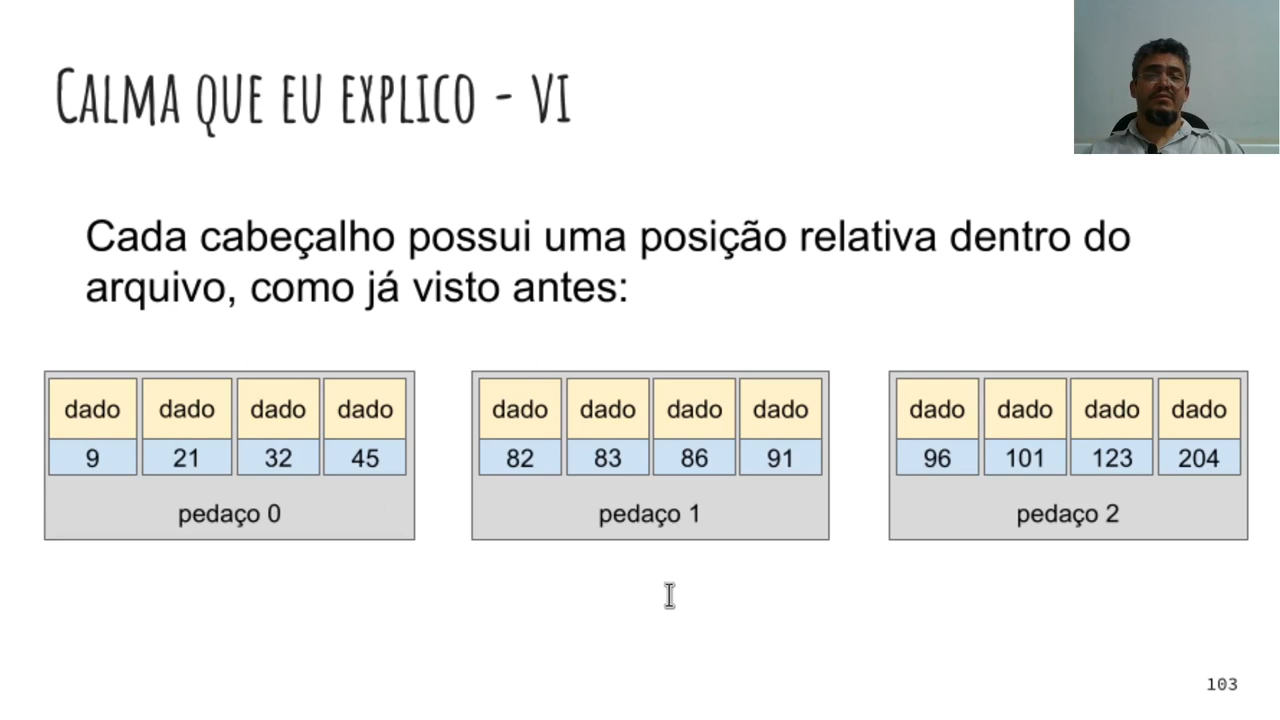 CALMA QUE EU EXPLICO - VI
Cada cabeçalho possui uma posição relativa dentro do
arquivo, como já visto antes:
dado dado dado dado
9 21 32 45
pedaço 0
dado dado dado dado
82 83 86 91
pedaço 1
dado dado dado dado
96 101 123 204
pedaço 2
103